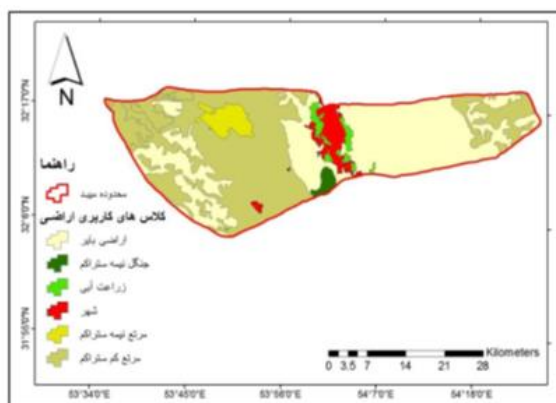 32°17'0"N
32°6'0"N
31°55'0"N
N
راهنما
محدوده میبد
کلاس های کاربری اراضی
اراضی بایر
جنگل نیمه متراکم
زراعت آبی
شهر
مرتع نیمه متراکم
مرتع کم متراکم
Kilometers
0 3.5 7 14 21 28
53°34'0"E 53°45'0"E 53°56'0"E 54°7'0"E 54°18'0"E